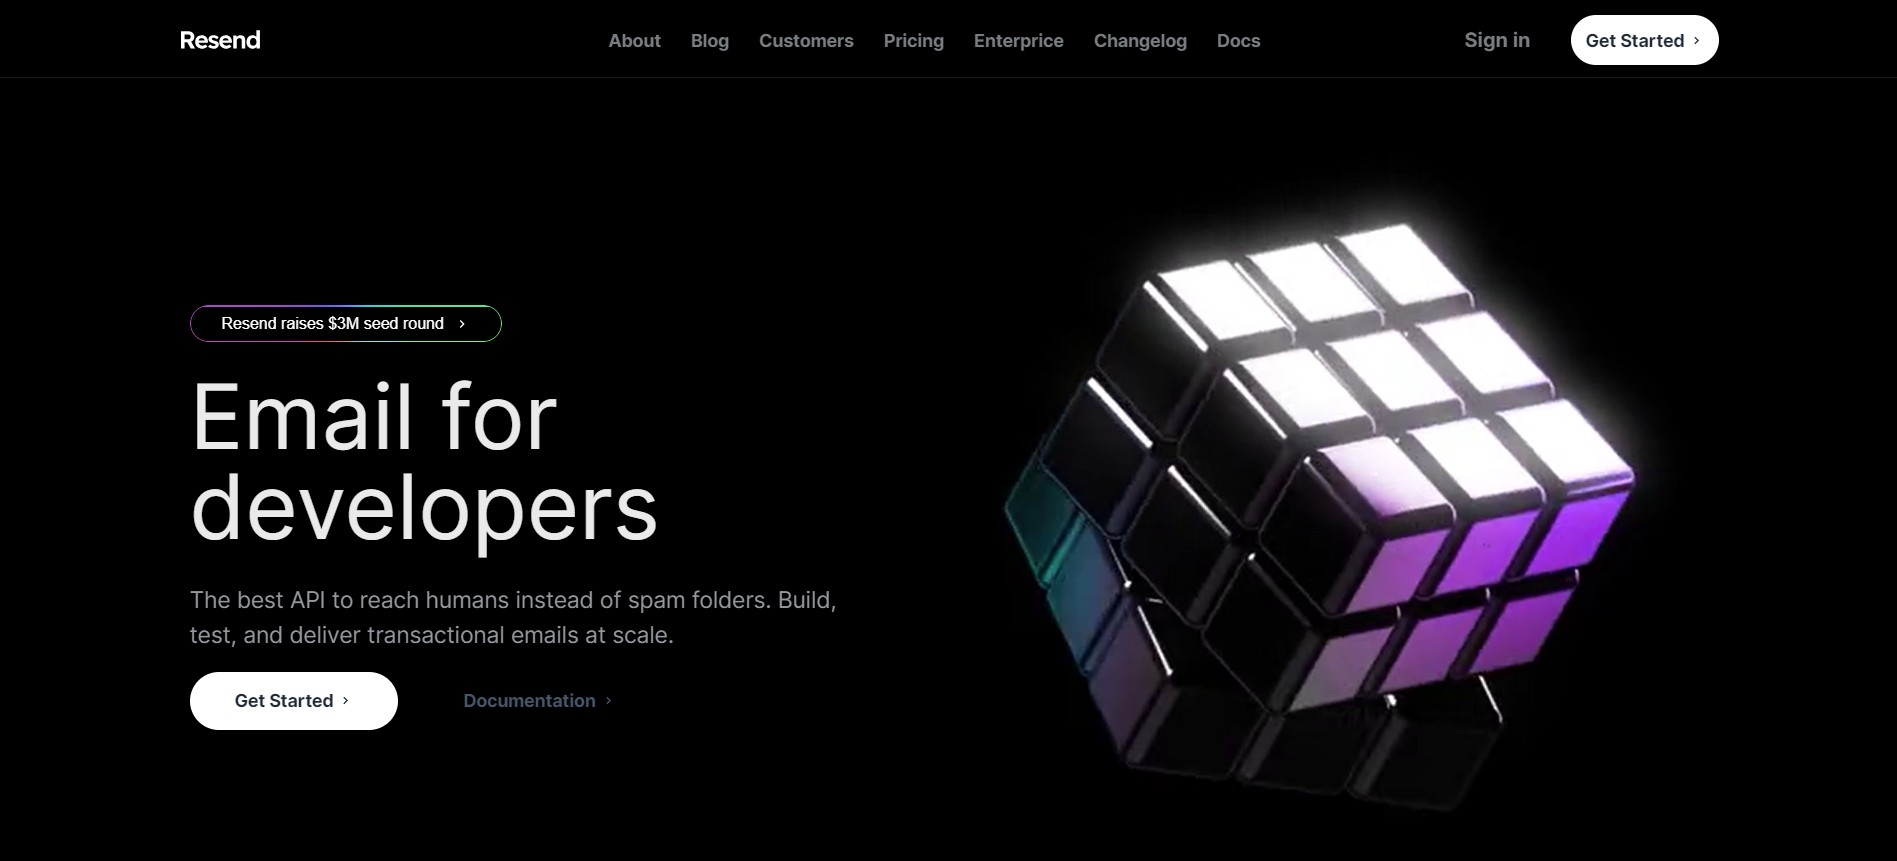 Resend
About Blog Customers Pricing Enterprice Changelog Docs
Sign in
Get Started
Resend raises $3M seed round
Email for
developers
The best API to reach humans instead of spam folders. Build,
test, and deliver transactional emails at scale.
Get Started
Documentation